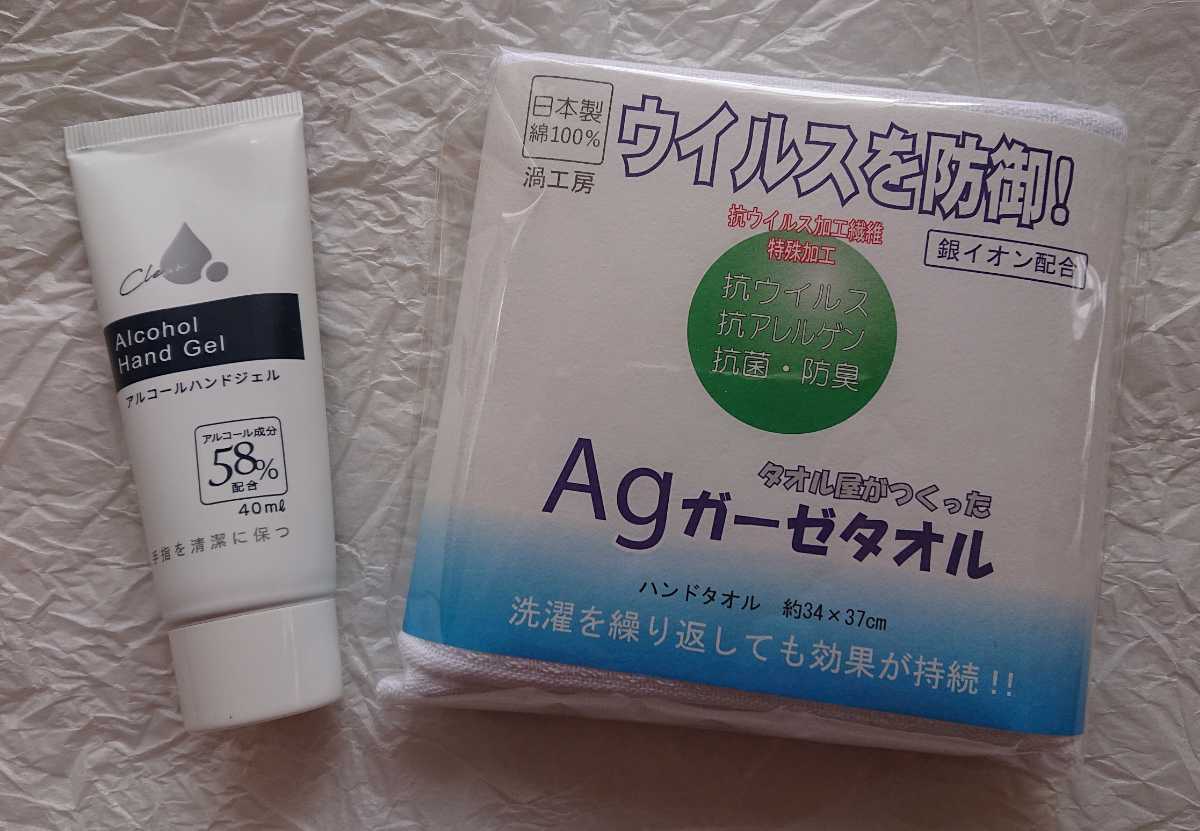 Clean
Alcohol
Hand Gel
アルコールハンドジェル
アルコール成分
58%
配合
40ml
手指を清潔に保つ
日本製
綿100%
渦工房
ウイルスを防御!
抗ウイルス加工繊維
特殊加工
銀イオン配合
抗ウイルス
抗アレルゲン
抗菌・防臭
タオル屋がつくった
Agガーゼタオル
ハンドタオル 約34×37cm
洗濯を繰り返しても効果が持続!!